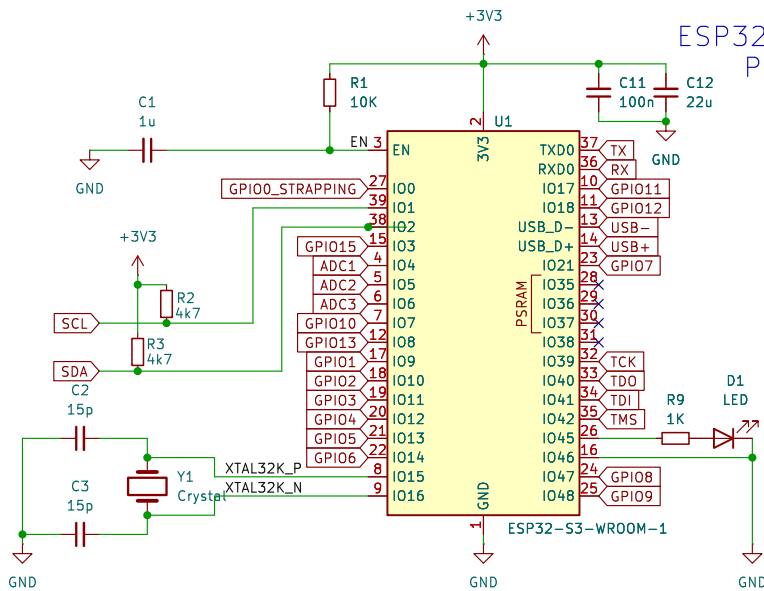 +3V3
ESP32
P
R1
10K
C11
100n
C12
22u
C1
1u
GND
GND
U1
2
3V3
EN 3 EN
GPIO0_STRAPPING 27 IO0
39 IO1
38 IO2
GPIO15 15 IO3
ADC1 4 IO4
ADC2 5 IO5
ADC3 6 IO6
GPIO10 7 IO7
GPIO13 12 IO8
GPIO1 17 IO9
GPIO2 18 IO10
GPIO3 19 IO11
GPIO4 20 IO12
GPIO5 21 IO13
GPIO6 22 IO14
XTAL32K_P 8 IO15
XTAL32K_N 9 IO16
TXD0 37 TX
RXD0 36 RX
IO17 10 GPIO11
IO18 11 GPIO12
USB_D- 13 USB-
USB_D+ 14 USB+
IO21 23 GPIO7
PSRAM
IO35 28
IO36 29
IO37 30
IO38 31
IO39 32 TCK
IO40 33 TDO
IO41 34 TDI
IO42 35 TMS
IO45 26
IO46 16
IO47 24 GPIO8
IO48 25 GPIO9
GND
1
ESP32-S3-WROOM-1
GND
+3V3
R2
4k7
SCL
R3
4k7
SDA
C2
15p
Y1
Crystal
C3
15p
GND
R9
1K
D1
LED
GND